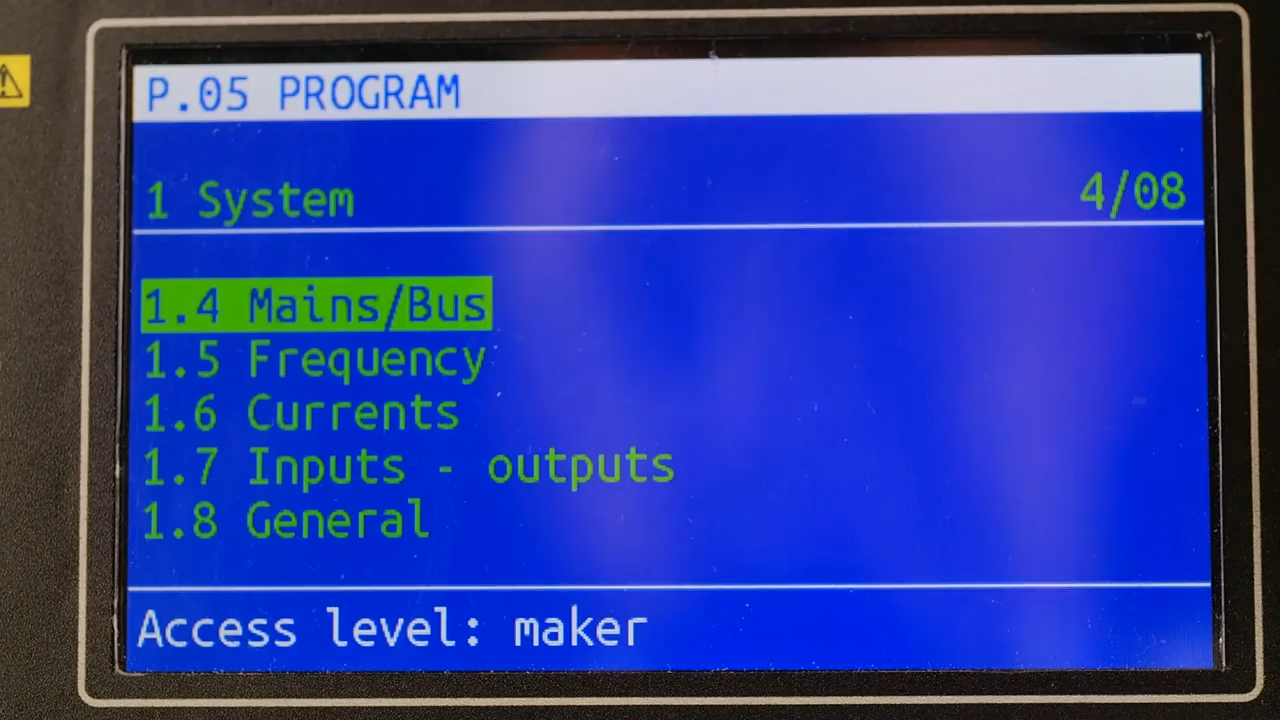 P.05 PROGRAM
1 System 4/08
1.4 Mains/Bus
1.5 Frequency
1.6 Currents
1.7 Inputs - outputs
1.8 General
Access level: maker